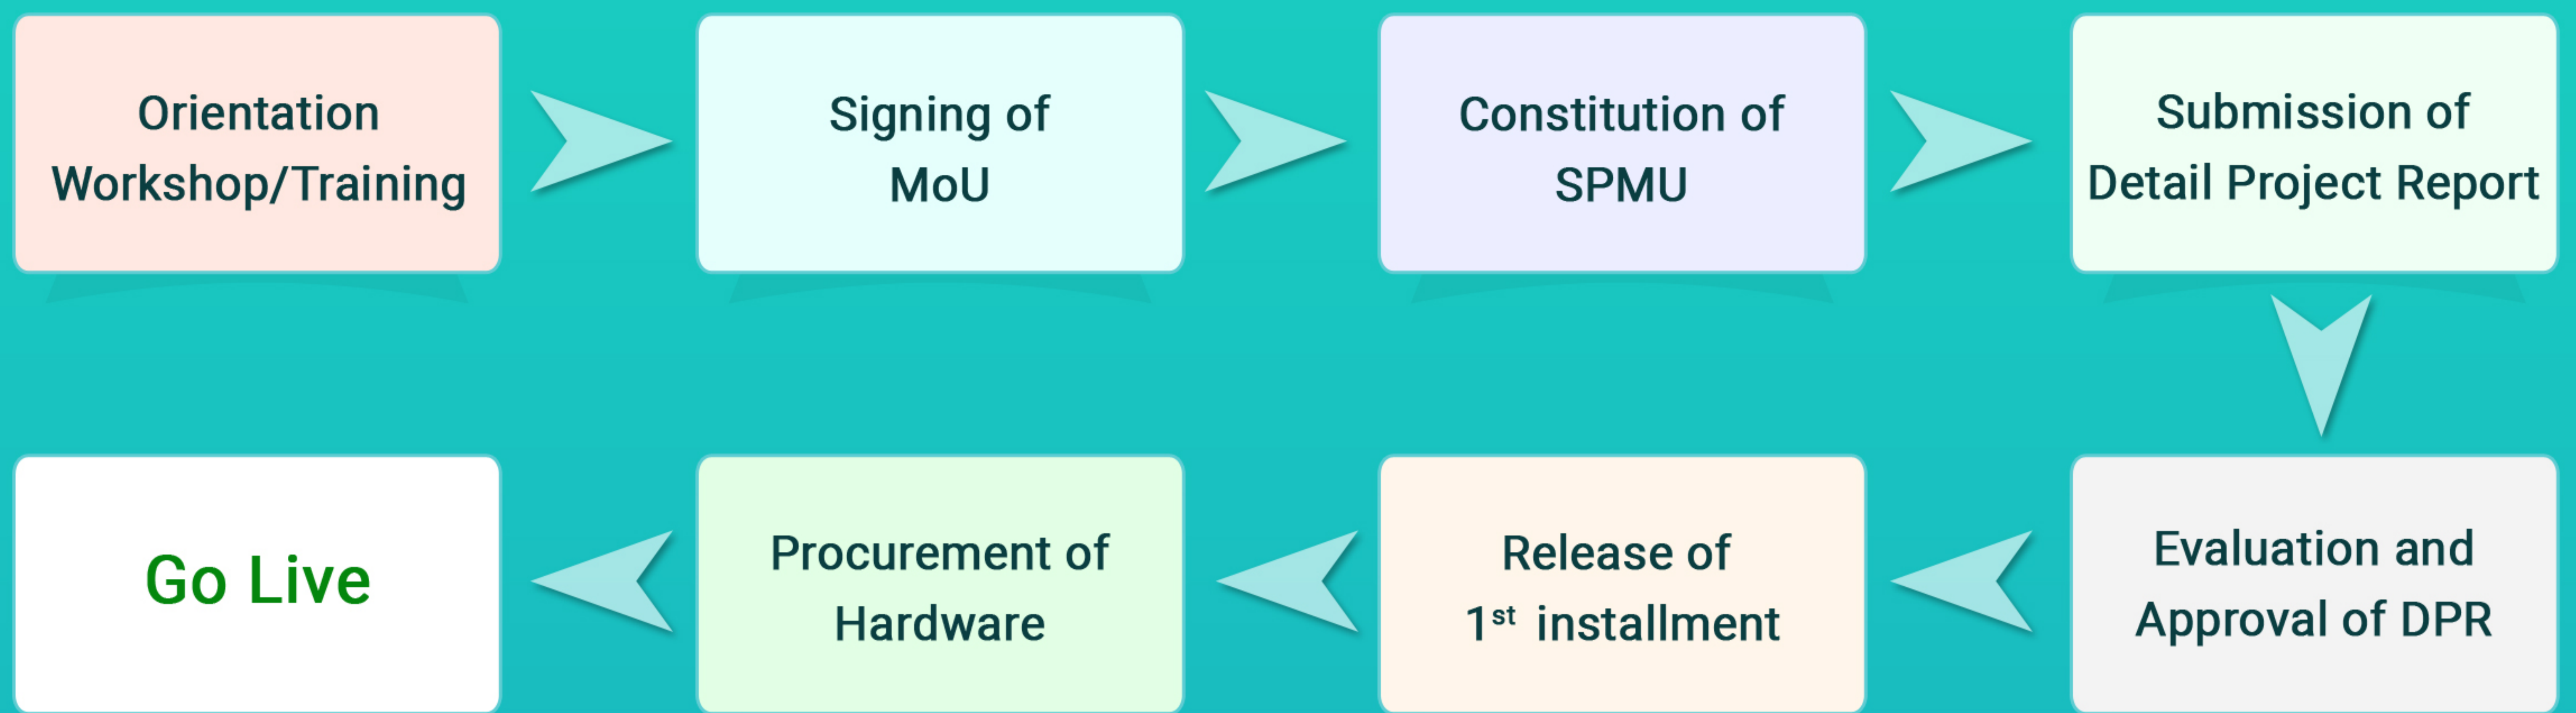 Orientation
Workshop/Training
Signing of
MoU
Constitution of
SPMU
Submission of
Detail Project Report
Evaluation and
Approval of DPR
Release of
1st installment
Procurement of
Hardware
Go Live